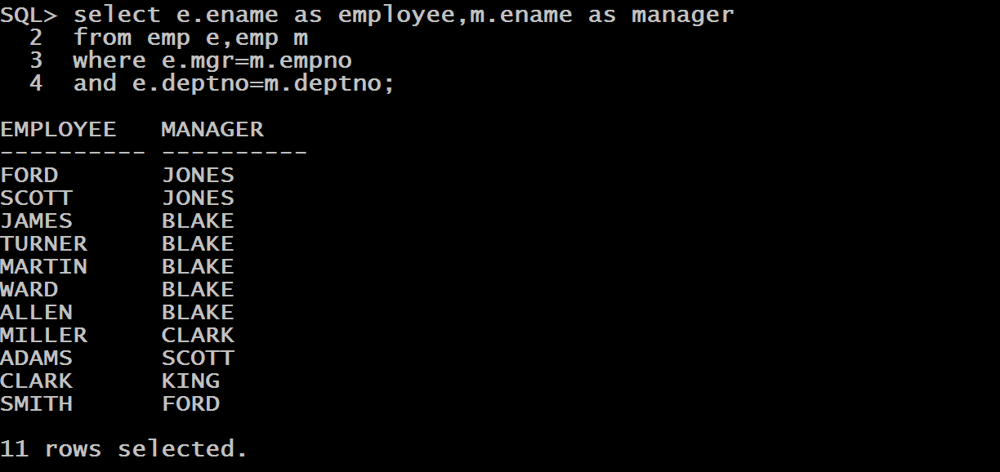 SQL> select e.ename as employee,m.ename as manager
  2  from emp e,emp m
  3  where e.mgr=m.empno
  4  and e.deptno=m.deptno;

EMPLOYEE   MANAGER
---------- ----------
FORD       JONES
SCOTT      JONES
JAMES      BLAKE
TURNER     BLAKE
MARTIN     BLAKE
WARD       BLAKE
ALLEN      BLAKE
MILLER     CLARK
ADAMS      SCOTT
CLARK      KING
SMITH      FORD

11 rows selected.